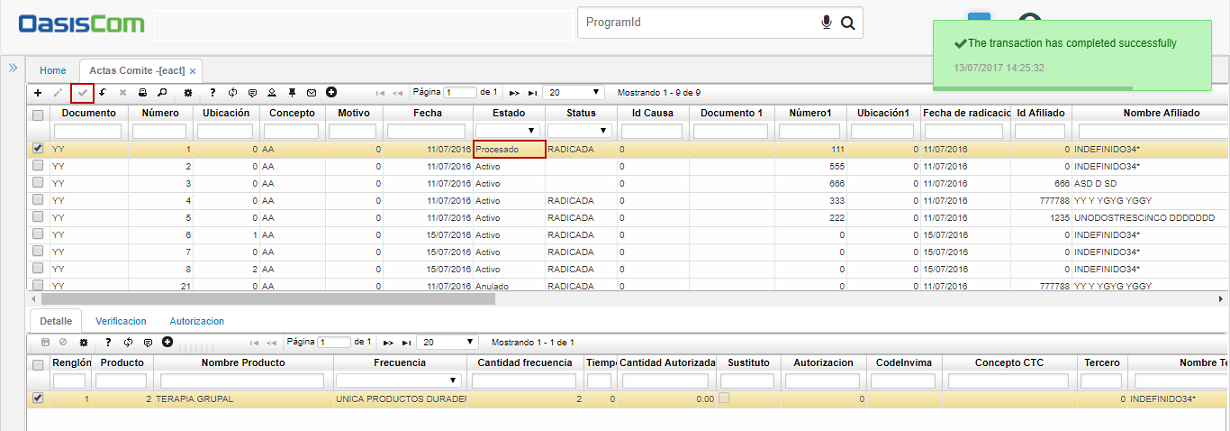 OasisCom
ProgramId
The transaction has completed successfully
13/07/2017 14:25:32
Home
Actas Comite -[eact] x
Página 1 de 1 20 Mostrando 1 - 9 de 9
Documento Número Ubicación Concepto Motivo Fecha Estado Status Id Causa Documento 1 Número1 Ubicación1 Fecha de radicacio Id Afiliado Nombre Afiliado
YY 1 0 AA 0 11/07/2016 Procesado RADICADA 0 111 0 11/07/2016 0 INDEFINIDO34*
YY 2 0 AA 0 11/07/2016 Activo 0 555 0 11/07/2016 0 INDEFINIDO34*
YY 3 0 AA 0 11/07/2016 Activo 0 666 0 11/07/2016 666 ASD D SD
YY 4 0 AA 0 11/07/2016 Activo RADICADA 0 333 0 11/07/2016 777788 YY Y YGYG YGGY
YY 5 0 AA 0 11/07/2016 Activo RADICADA 0 222 0 11/07/2016 1235 UNODOSTRESCINCO DDDDDDD
YY 6 1 AA 0 15/07/2016 Activo RADICADA 0 0 0 15/07/2016 0 INDEFINIDO34*
YY 7 0 AA 0 15/07/2016 Activo RADICADA 0 0 0 15/07/2016 0 INDEFINIDO34*
YY 8 2 AA 0 15/07/2016 Activo RADICADA 0 0 0 15/07/2016 0 INDEFINIDO34*
YY 21 0 AA 0 11/07/2016 Anulado RADICADA 0 0 0 11/07/2016 777788 YY Y YGYG YGGY
Detalle Verificacion Autorizacion
Página 1 de 1 20 Mostrando 1 - 1 de 1
Renglón Producto Nombre Producto Frecuencia Cantidad frecuencia Tiempo Cantidad Autorizada Sustituto Autorizacion CodeInvima Concepto CTC Tercero Nombre Te
1 2 TERAPIA GRUPAL UNICA PRODUCTOS DURADEF 2 0 0.00 0 0 INDEFINIDO34*